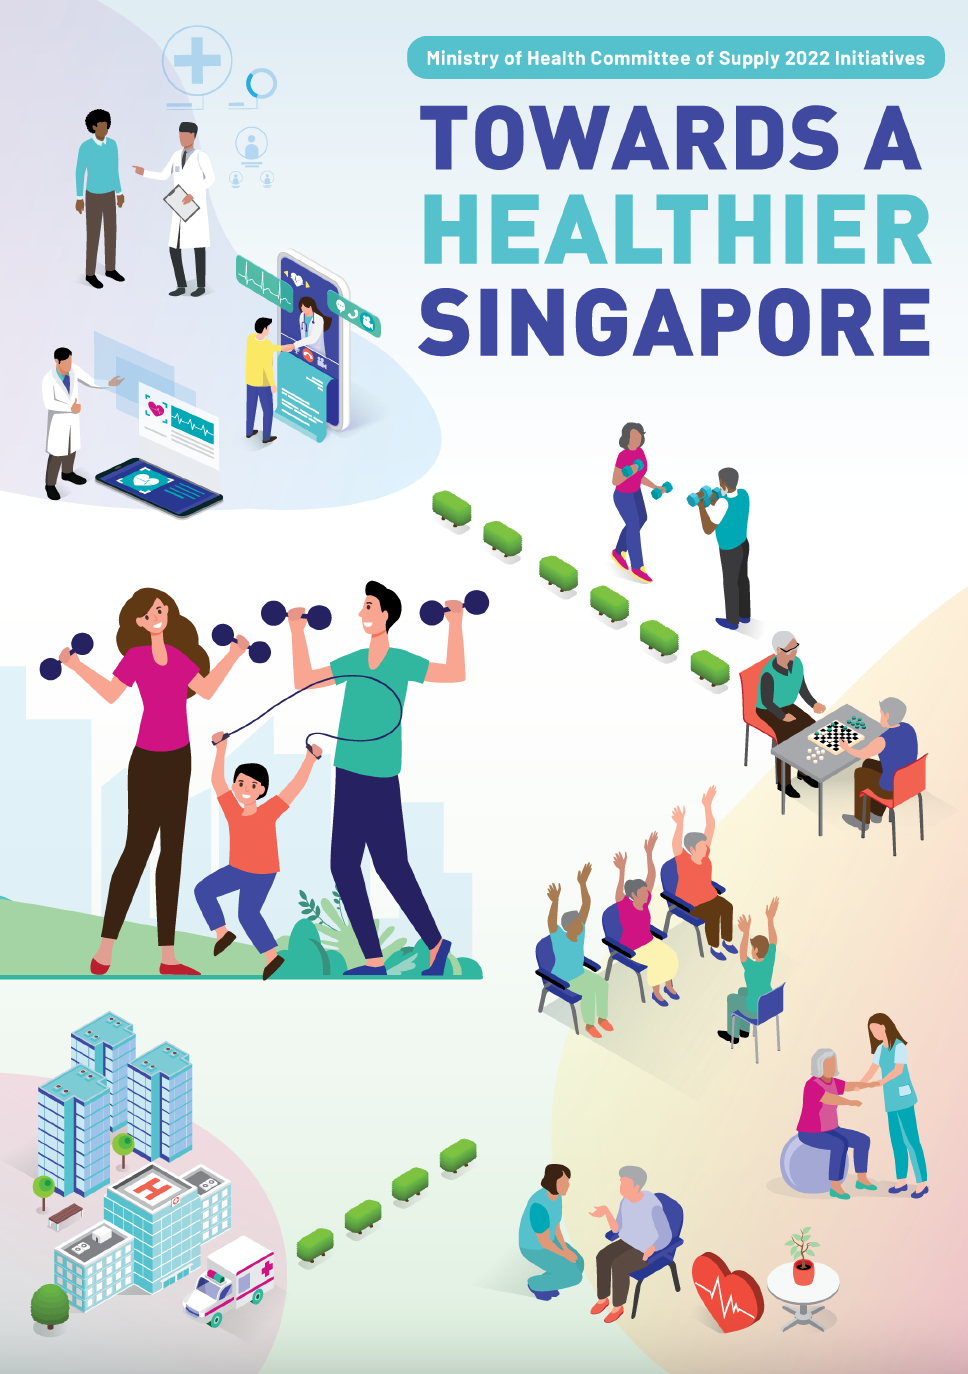 Ministry of Health Committee of Supply 2022 Initiatives
TOWARDS A
HEALTHIER
SINGAPORE
H